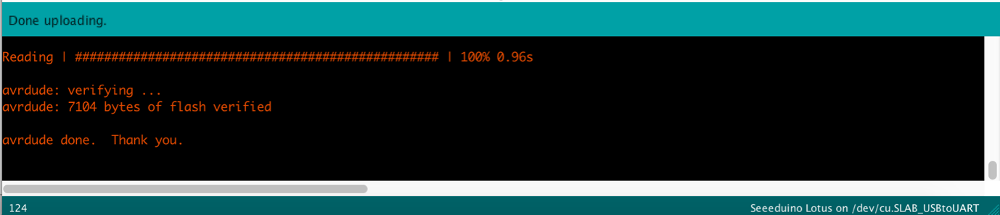 Done uploading.
Reading | ################################################## | 100% 0.96s
avrdude: verifying ...
avrdude: 7104 bytes of flash verified
avrdude done.  Thank you.
124
Seeeduino Lotus on /dev/cu.SLAB_USBtoUART